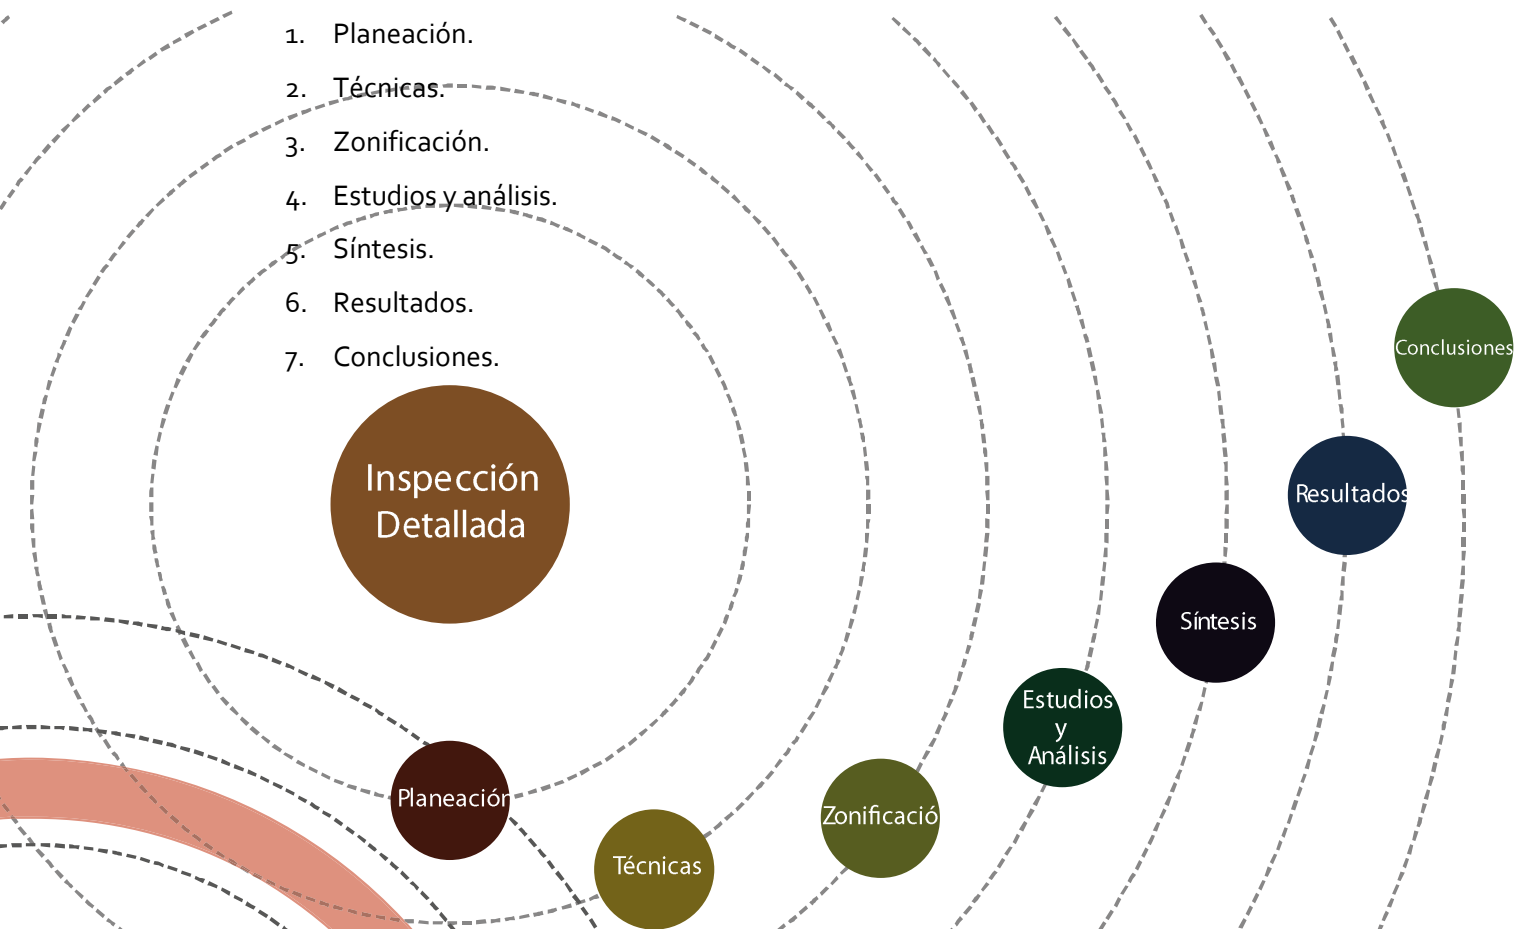 1. Planeación.
2. Técnicas.
3. Zonificación.
4. Estudios y análisis.
5. Síntesis.
6. Resultados.
7. Conclusiones.
Inspección
Detallada
Planeación
Técnicas
Zonificació
Estudios
y
Análisis
Síntesis
Resultados
Conclusiones